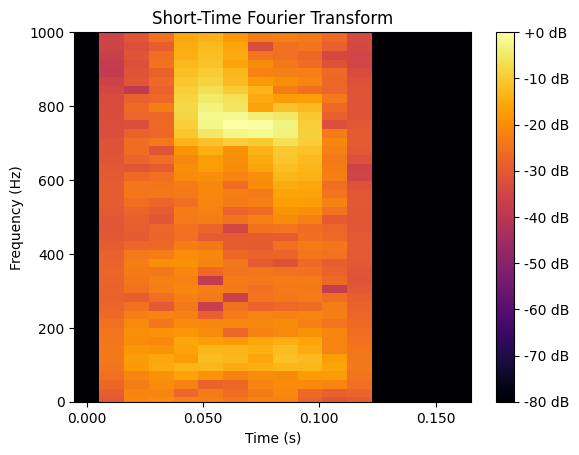 Short-Time Fourier Transform
1000
800
600
400
200
0
Frequency (Hz)
0.000
0.050
0.100
0.150
Time (s)
+0 dB
-10 dB
-20 dB
-30 dB
-40 dB
-50 dB
-60 dB
-70 dB
-80 dB